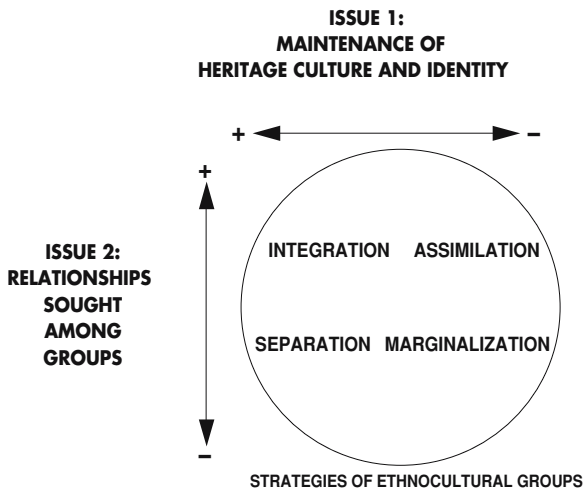 ISSUE 1:
MAINTENANCE OF
HERITAGE CULTURE AND IDENTITY
+ −
+
ISSUE 2:
RELATIONSHIPS
SOUGHT
AMONG
GROUPS
INTEGRATION ASSIMILATION
SEPARATION MARGINALIZATION
−
STRATEGIES OF ETHNOCULTURAL GROUPS